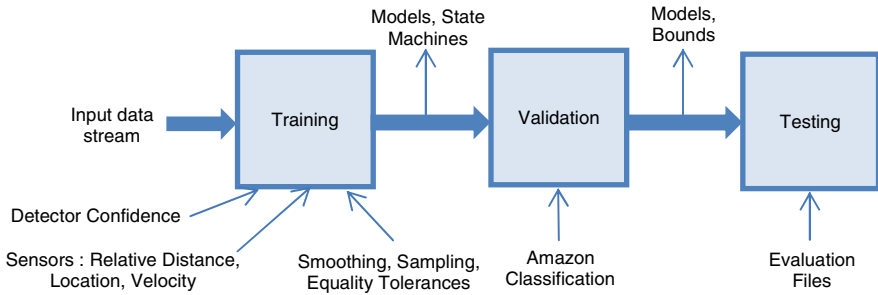 Models, State
Machines
Models,
Bounds
Input data
stream
Training
Validation
Testing
Detector Confidence
Sensors : Relative Distance,
Location, Velocity
Smoothing, Sampling,
Equality Tolerances
Amazon
Classification
Evaluation
Files